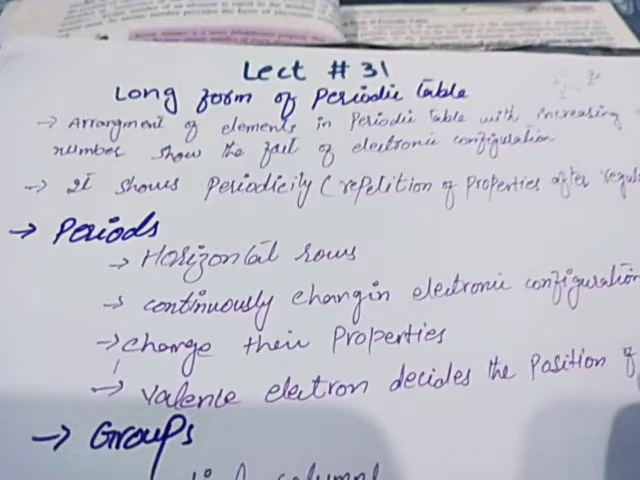 Lect # 31
Long form of Periodic Table
→ Arrangment of elements in Periodic Table with increasing
number show the fact of electronic configuration
→ It shows Periodicity (repetition of Properties after regul
→ Periods
→ Horizontal rows
→ continuously changin electronic configuration
→ change their Properties
→ Valence electron decides the Position of
→ Groups
column